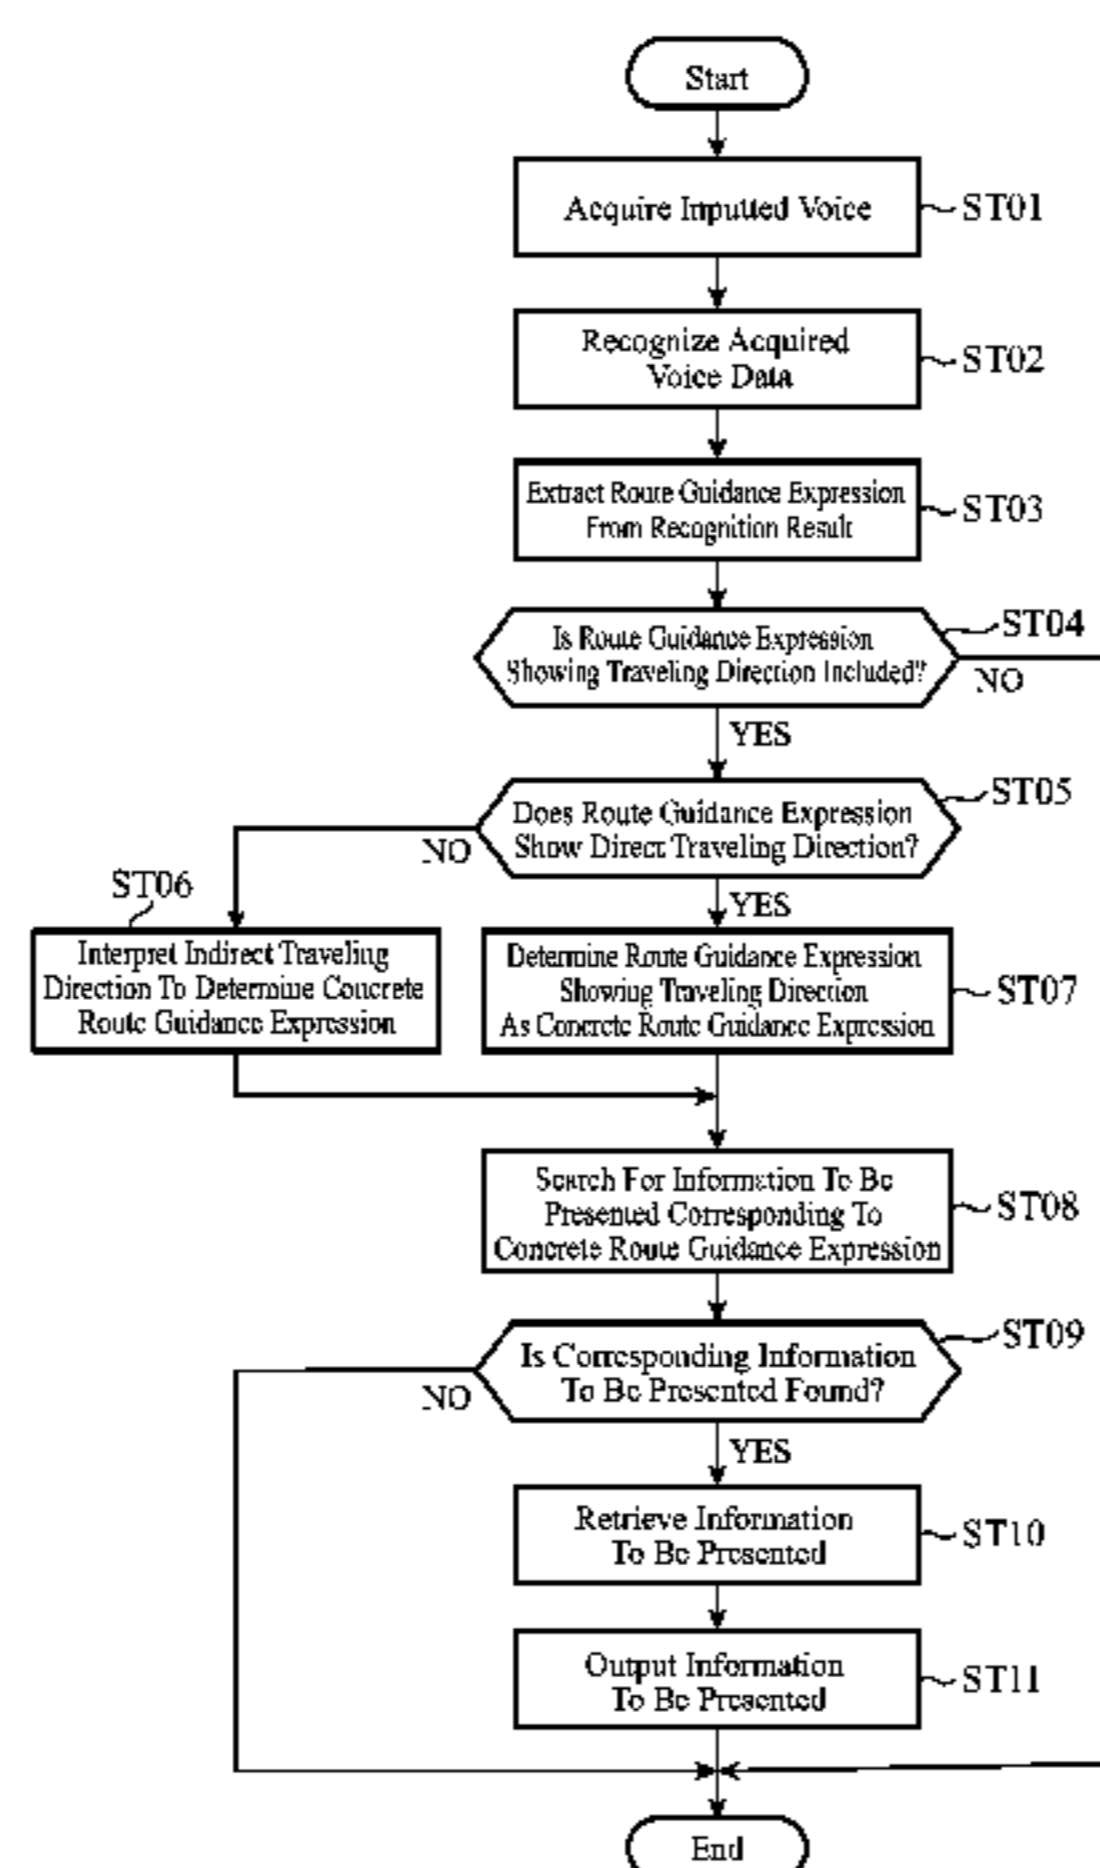 Start
Acquire Inputted Voice
ST01
Recognize Acquired
Voice Data
ST02
Extract Route Guidance Expression
From Recognition Result
ST03
Is Route Guidance Expression
Showing Traveling Direction Included?
ST04
NO
YES
Does Route Guidance Expression
Show Direct Traveling Direction?
ST05
NO
YES
ST06
Interpret Indirect Traveling
Direction To Determine Concrete
Route Guidance Expression
Determine Route Guidance Expression
Showing Traveling Direction
As Concrete Route Guidance Expression
ST07
Search For Information To Be
Presented Corresponding To
Concrete Route Guidance Expression
ST08
Is Corresponding Information
To Be Presented Found?
ST09
NO
YES
Retrieve Information
To Be Presented
ST10
Output Information
To Be Presented
ST11
End